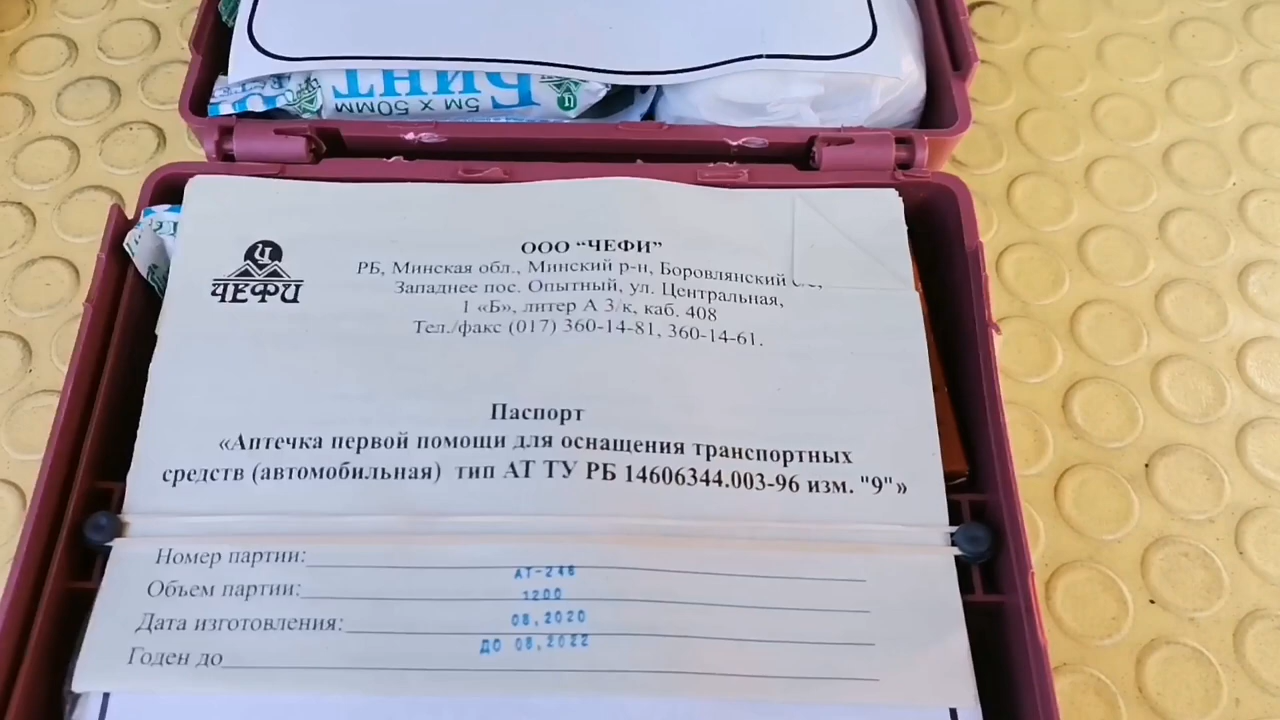 5М X 50ММ
БИНТ
Ч
ЧЕФИ
ООО “ЧЕФИ”
РБ, Минская обл., Минский р-н, Боровлянский
Западнее пос. Опытный, ул. Центральная,
1 «Б», литер А 3/к, каб. 408
Тел./факс (017) 360-14-81, 360-14-61.
Паспорт
«Аптечка первой помощи для оснащения транспортных
средств (автомобильная) тип АТ ТУ РБ 14606344.003-96 изм. "9"»
Номер партии: АТ-246
Объем партии: 1200
Дата изготовления: 08,2020
Годен до ДО 08,2022